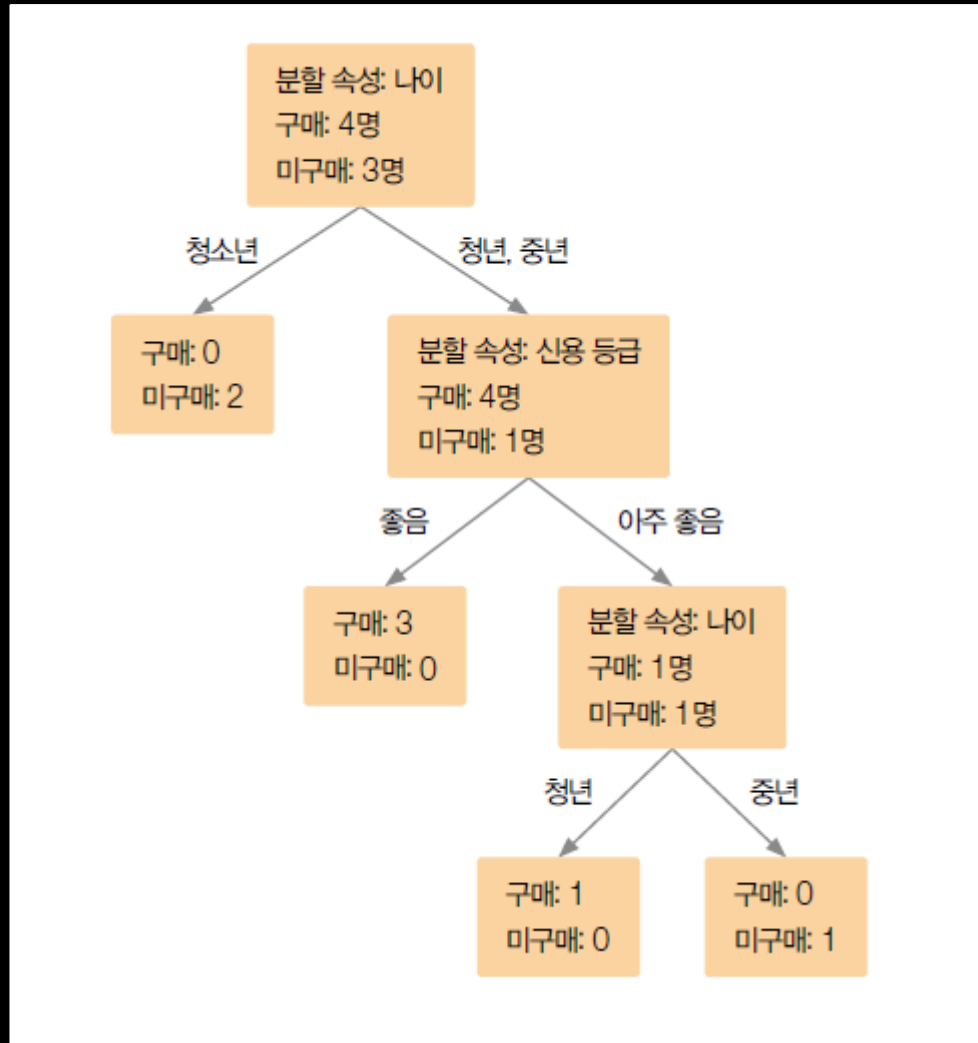 분할 속성: 나이
구매: 4명
미구매: 3명
청소년
청년, 중년
구매: 0
미구매: 2
분할 속성: 신용 등급
구매: 4명
미구매: 1명
좋음
아주 좋음
구매: 3
미구매: 0
분할 속성: 나이
구매: 1명
미구매: 1명
청년
중년
구매: 1
미구매: 0
구매: 0
미구매: 1